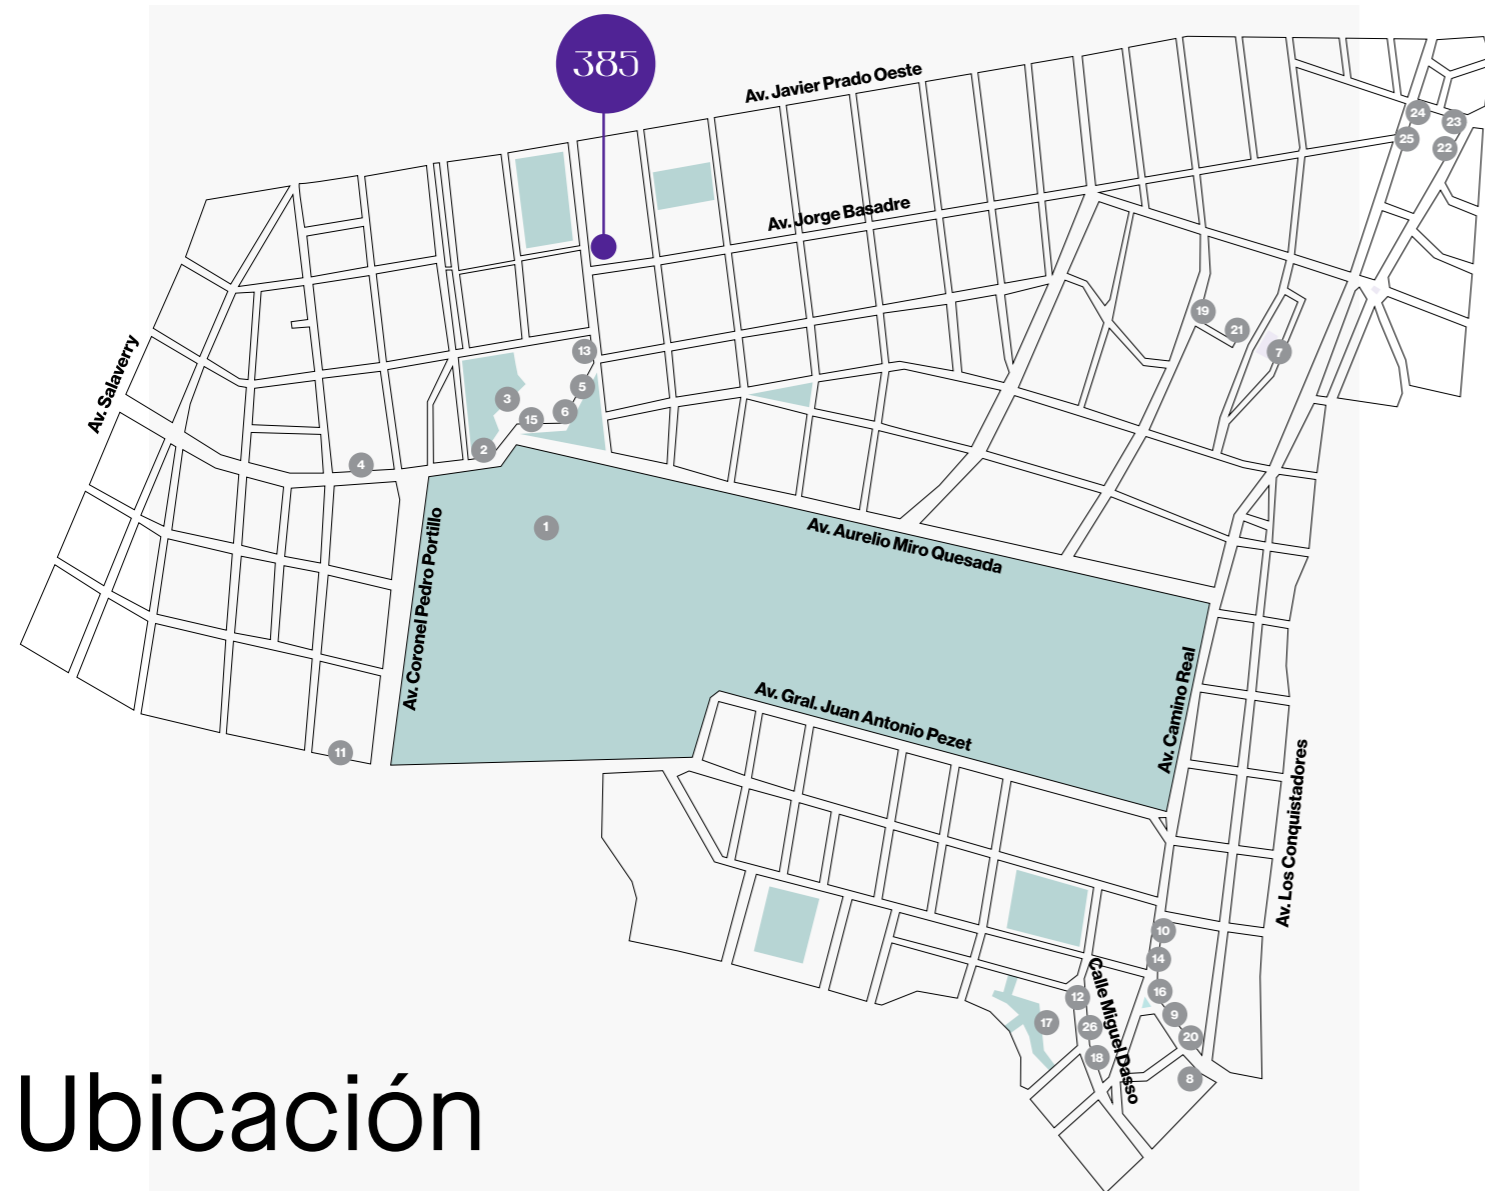 385
Av. Javier Prado Oeste
24
23
25
22
Av. Jorge Basadre
19
21
7
13
Av. Salaverry
5
3
6
15
2
4
1
Av. Coronel Pedro Portillo
Av. Aurelio Miro Quesada
Av. Camino Real
Av. Gral. Juan Antonio Pezet
11
Av. Los Conquistadores
10
14
Calle Miguel Dasso
16
12
9
17
26
20
18
8
Ubicación